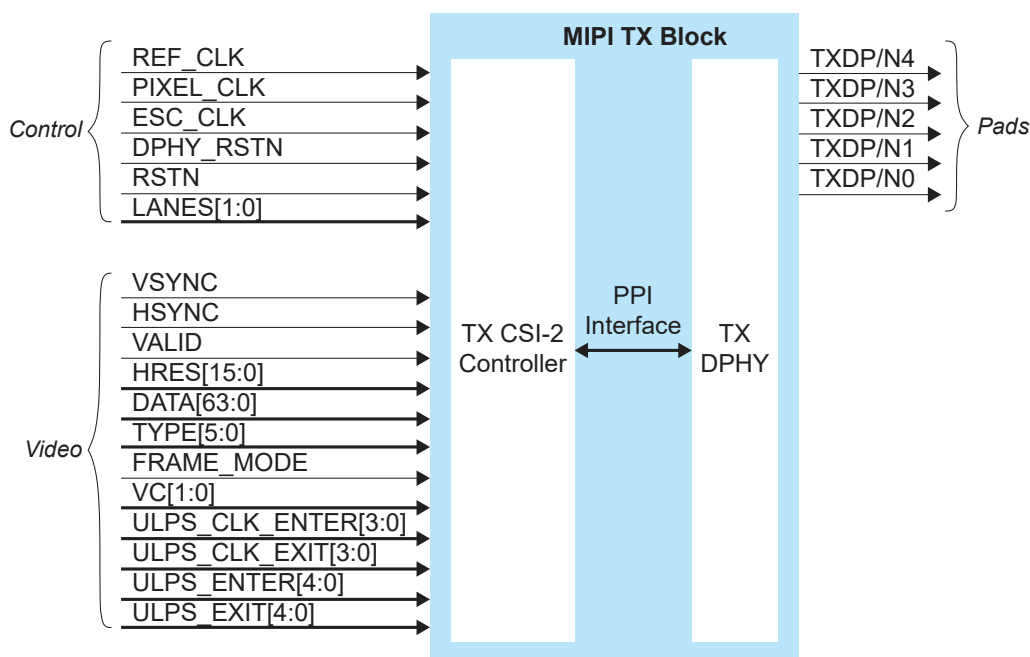 MIPI TX Block
Control
REF_CLK
PIXEL_CLK
ESC_CLK
DPHY_RSTN
RSTN
LANES[1:0]
Video
VSYNC
HSYNC
VALID
HRES[15:0]
DATA[63:0]
TYPE[5:0]
FRAME_MODE
VC[1:0]
ULPS_CLK_ENTER[3:0]
ULPS_CLK_EXIT[3:0]
ULPS_ENTER[4:0]
ULPS_EXIT[4:0]
TX CSI-2
Controller
PPI
Interface
TX
DPHY
TXDP/N4
TXDP/N3
TXDP/N2
TXDP/N1
TXDP/N0
Pads